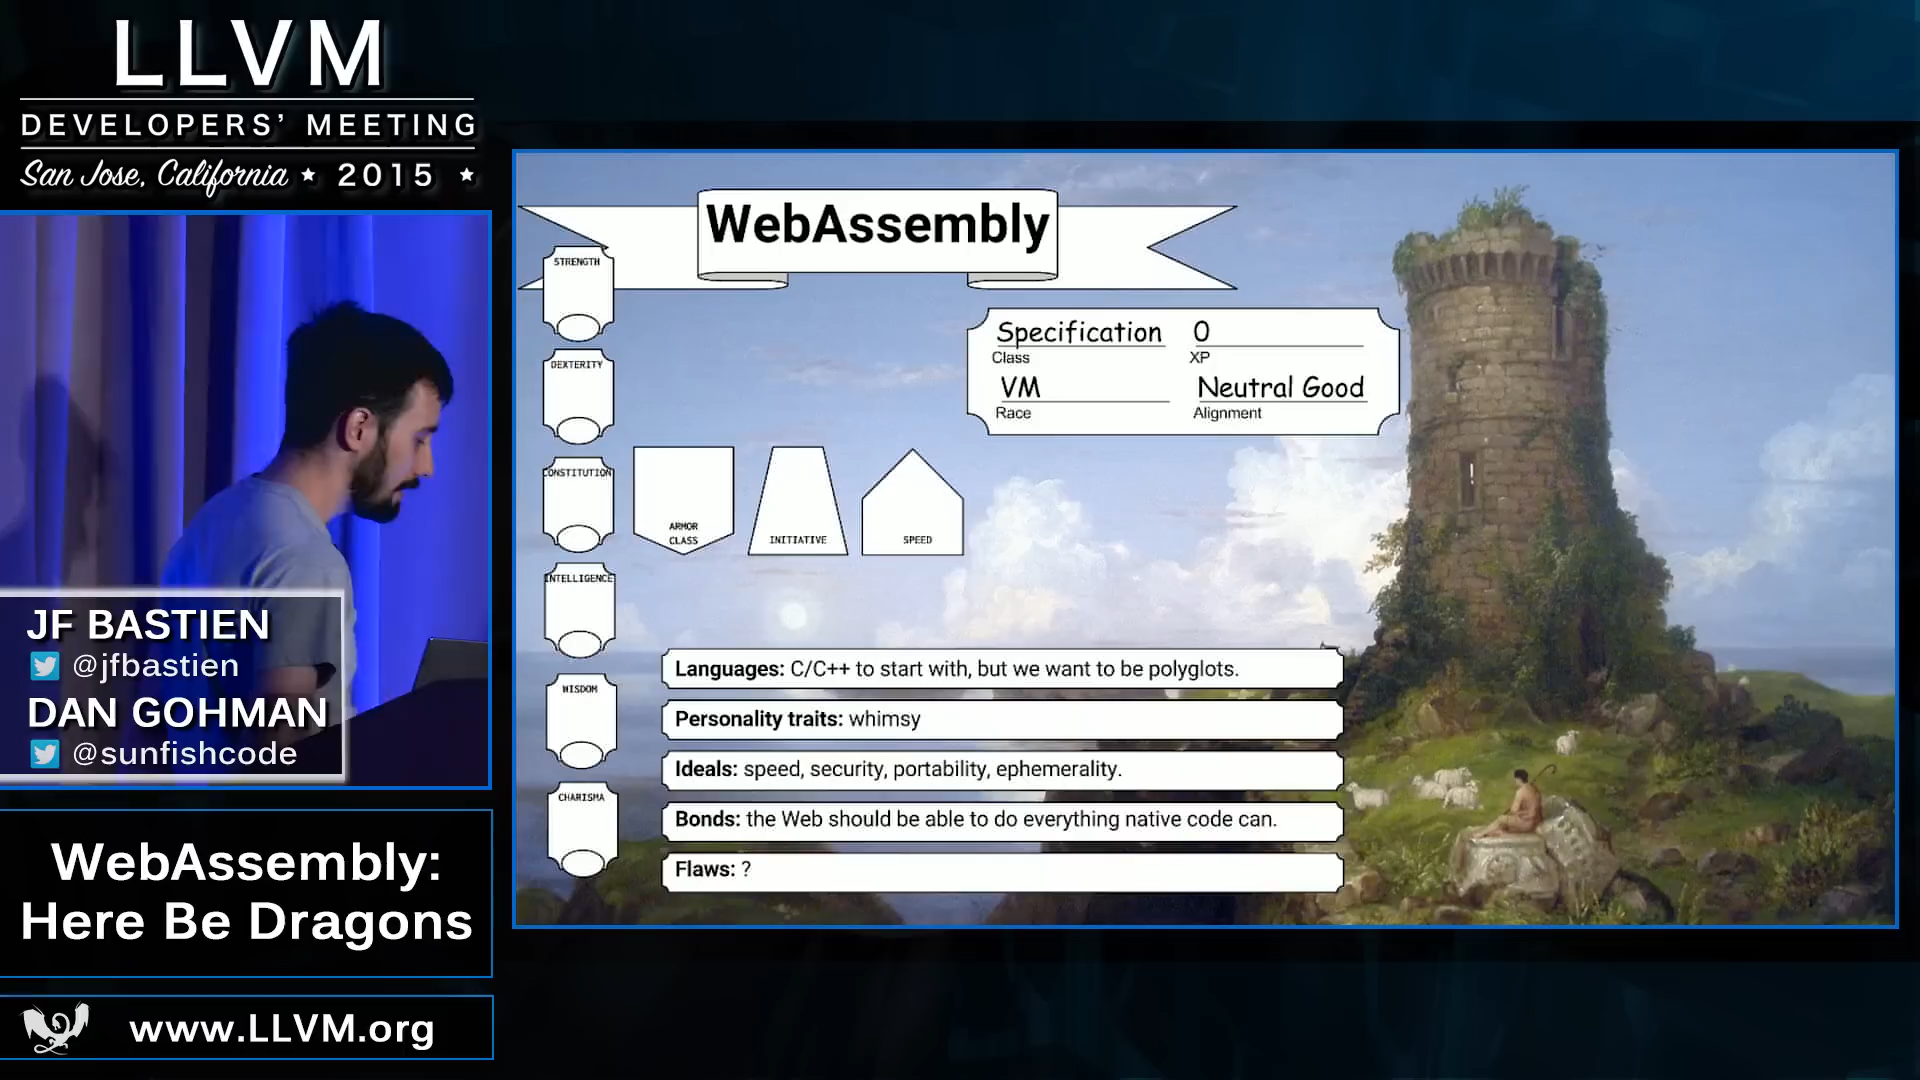 LLVM
DEVELOPERS' MEETING
San Jose, California ★ 2015 ★
JF BASTIEN
@jfbastien
DAN GOHMAN
@sunfishcode
WebAssembly:
Here Be Dragons
www.LLVM.org
WebAssembly
Specification 0
Class XP
VM Neutral Good
Race Alignment
STRENGTH
DEXTERITY
CONSTITUTION
INTELLIGENCE
WISDOM
CHARISMA
ARMOR
CLASS
INITIATIVE
SPEED
Languages: C/C++ to start with, but we want to be polyglots.
Personality traits: whimsy
Ideals: speed, security, portability, ephemerality.
Bonds: the Web should be able to do everything native code can.
Flaws: ?